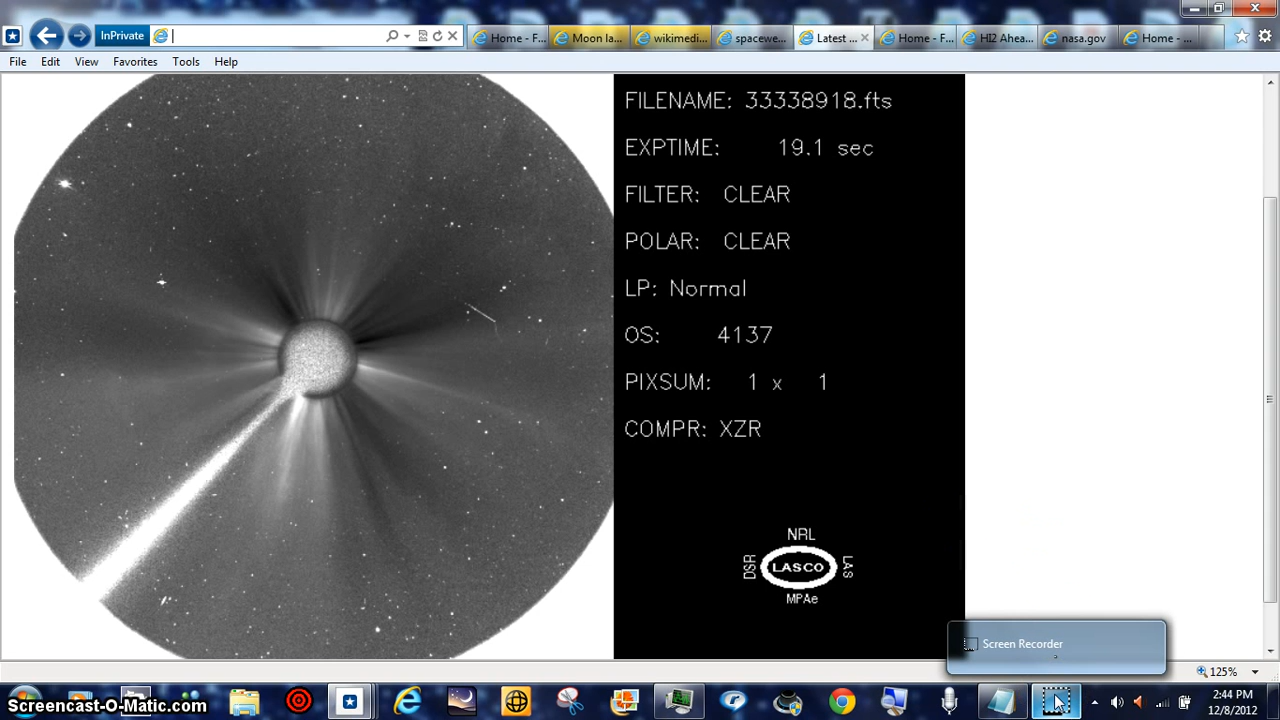 InPrivate
Home - F...
Moon la...
wikimedi...
spacewe...
Latest ...
Home - F...
HI2 Ahea...
nasa.gov
Home - ...
File Edit View Favorites Tools Help
FILENAME: 33338918.fts
EXPTIME: 19.1 sec
FILTER: CLEAR
POLAR: CLEAR
LP: Normal
OS: 4137
PIXSUM: 1 x 1
COMPR: XZR
NRL
DSR LASCO LAS
MPAe
Screen Recorder
125%
Screencast-O-Matic.com
2:44 PM
12/8/2012